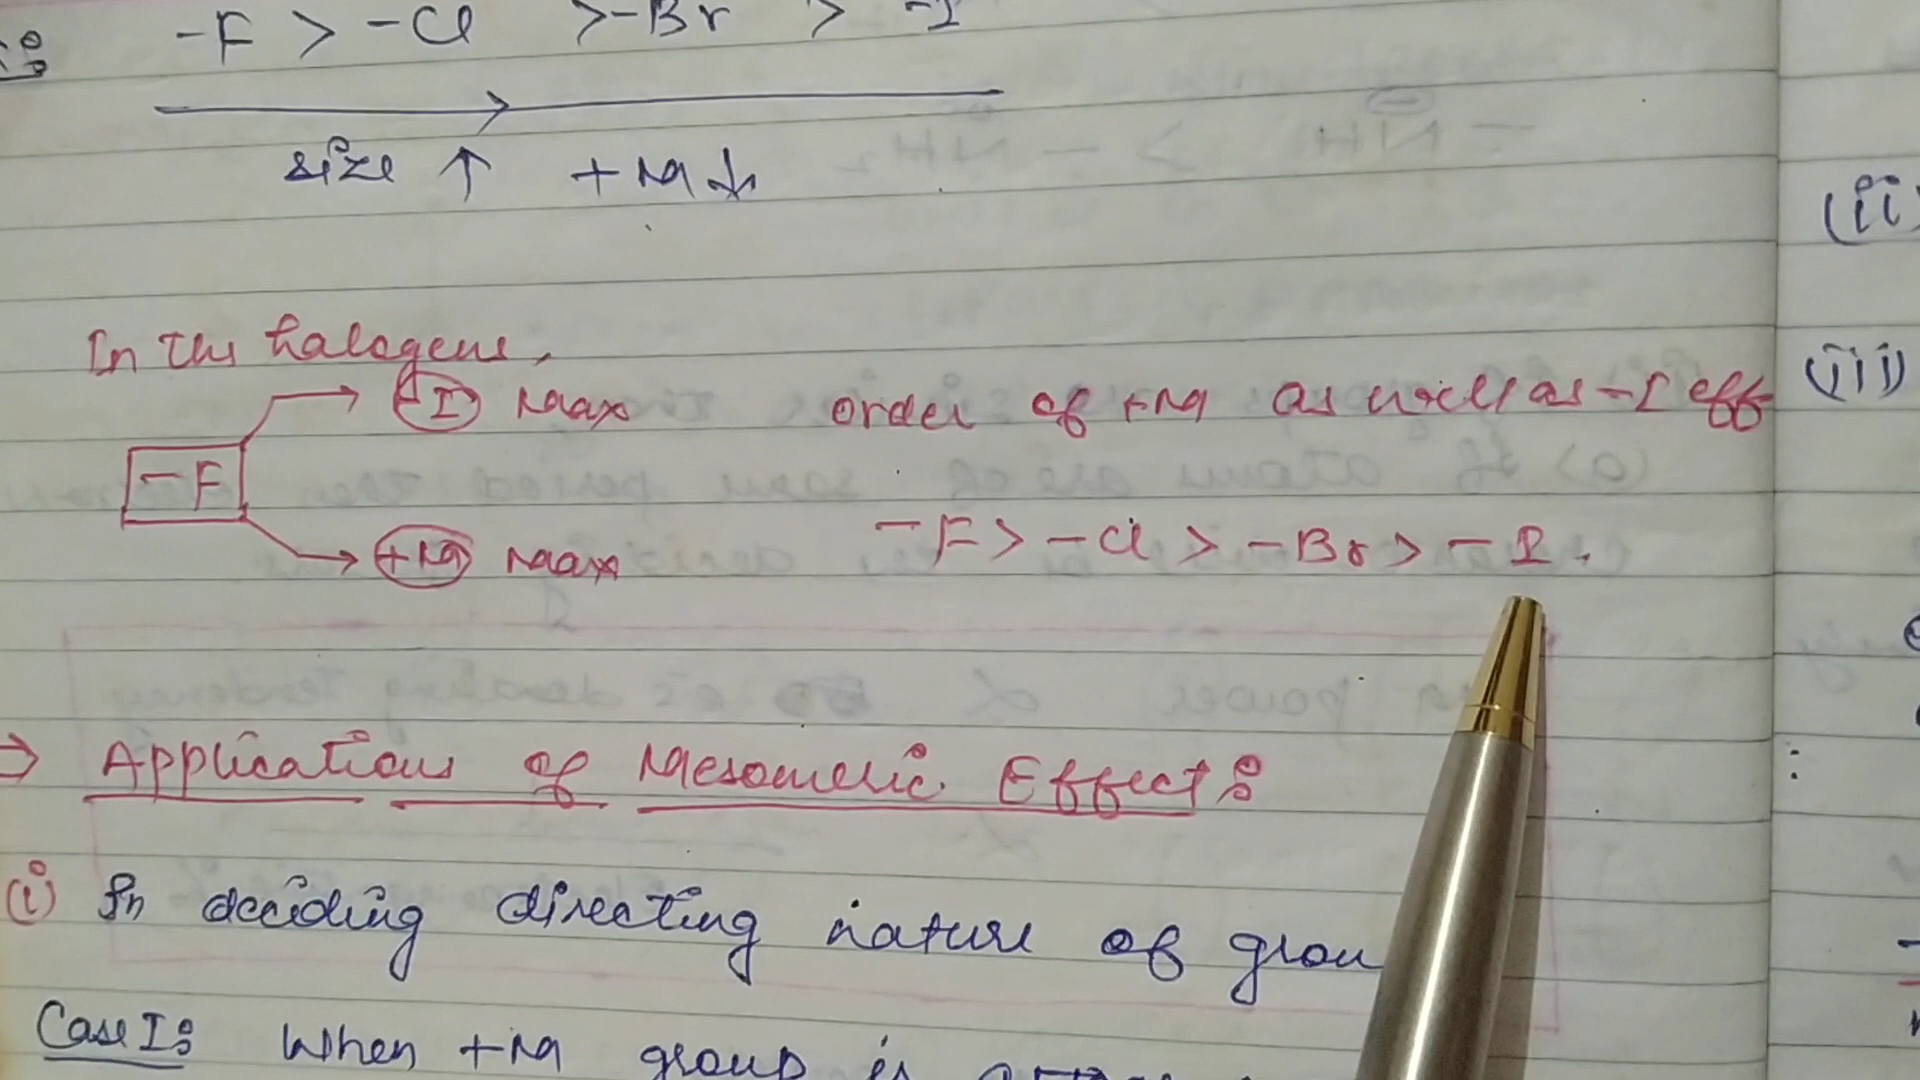 -F > -Cl > -Br > -I
size ↑ +M ↓
In the halogens,
-I Max
order of +M as well as -I eff
-F
+M Max
-F > -Cl > -Br > -I.
⇒ Applications of Mesomeric Effect:
(i) In deciding directing nature of grou
Case I: When +M group is
(ii)
(iii)